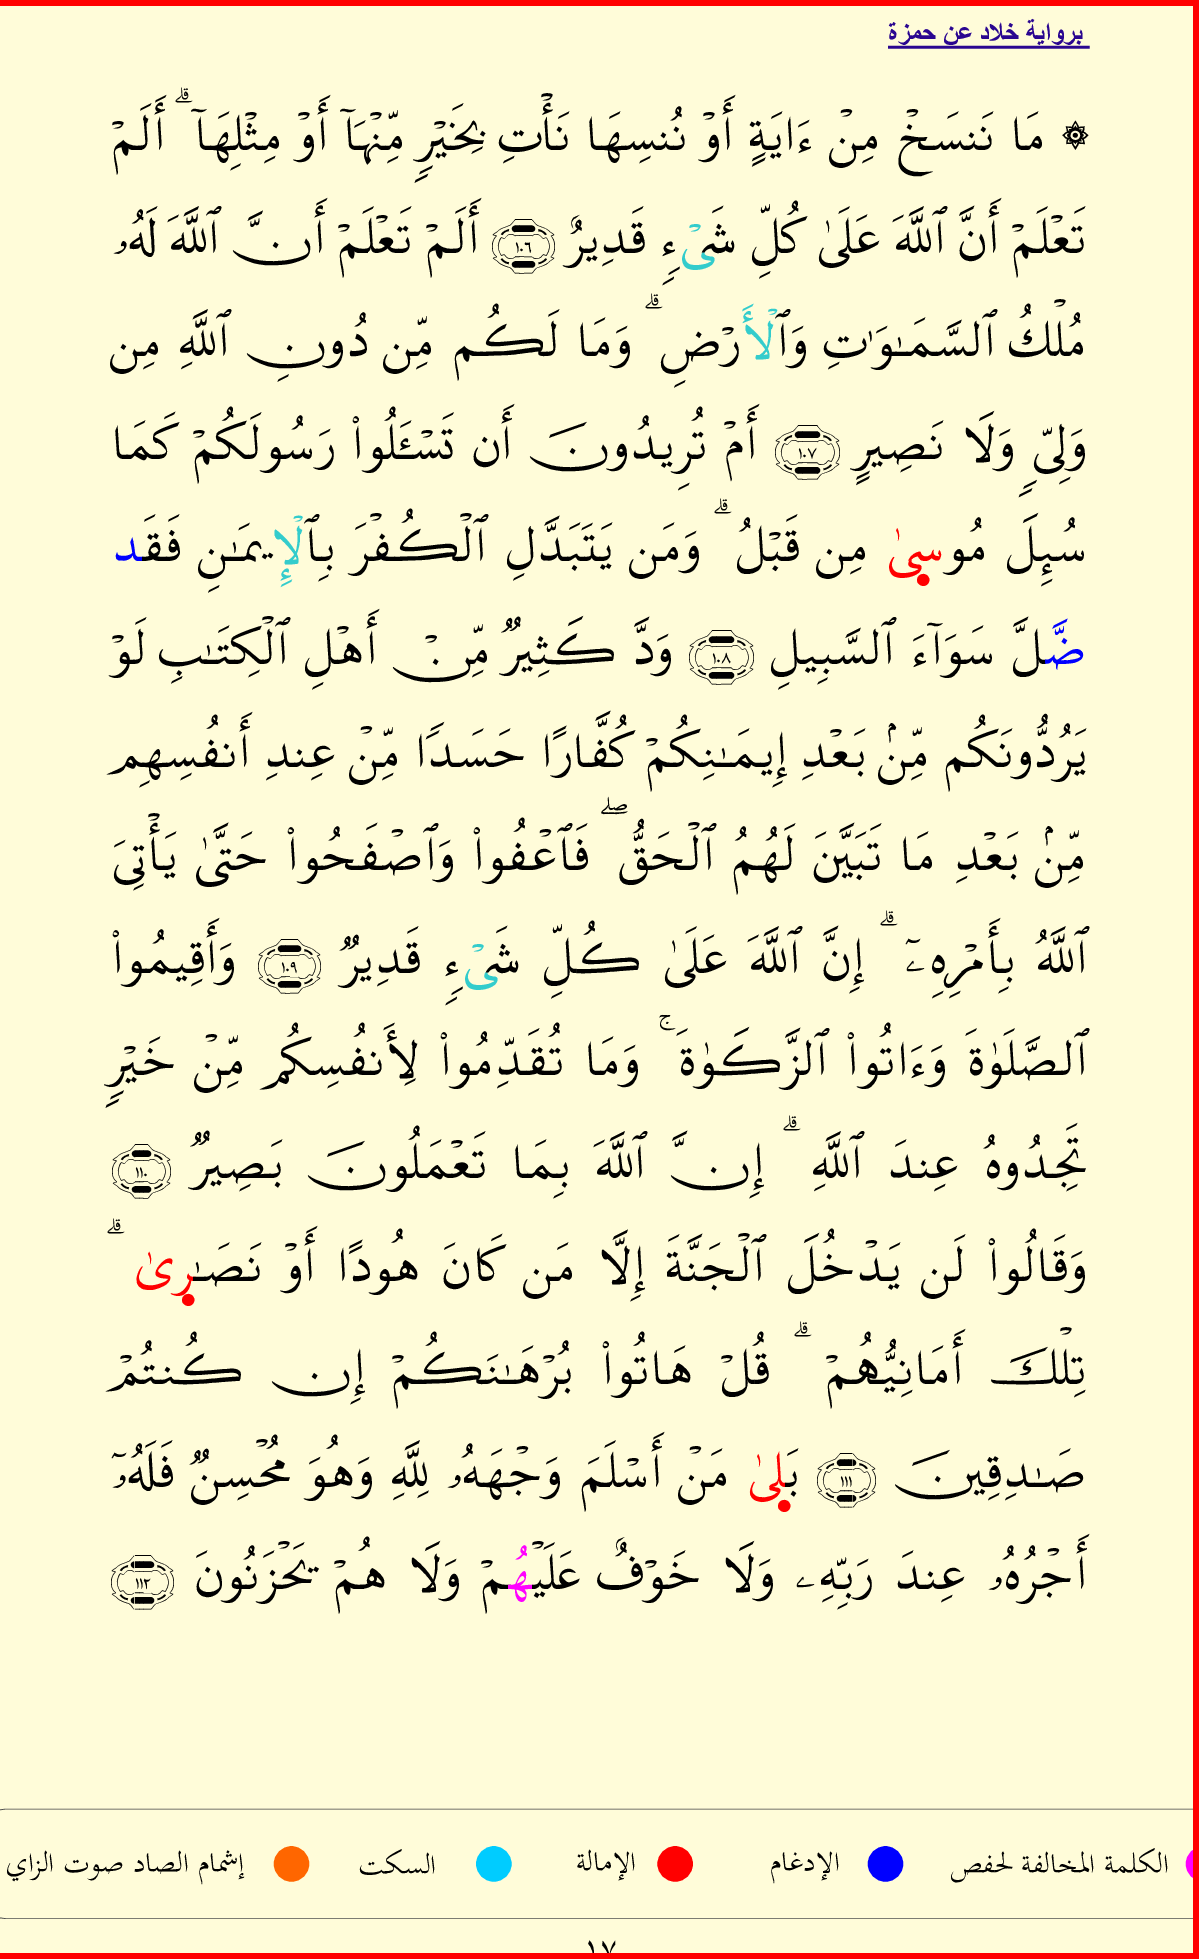 برواية خلاد عن حمزة
۞ مَا نَنسَخۡ مِنۡ ءَايَةٍ أَوۡ نُنسِهَا نَأۡتِ بِخَيۡرٖ مِّنۡهَآ أَوۡ مِثۡلِهَآۗ أَلَمۡ
تَعۡلَمۡ أَنَّ ٱللَّهَ عَلَىٰ كُلِّ شَيۡءٖ قَدِيرٌ ١٠٦ أَلَمۡ تَعۡلَمۡ أَنَّ ٱللَّهَ لَهُۥ
مُلۡكُ ٱلسَّمَٰوَٰتِ وَٱلۡأَرۡضِۗ وَمَا لَكُم مِّن دُونِ ٱللَّهِ مِن
وَلِيّٖ وَلَا نَصِيرٍ ١٠٧ أَمۡ تُرِيدُونَ أَن تَسۡـَٔلُواْ رَسُولَكُمۡ كَمَا
سُئِلَ مُوسىٰ مِن قَبۡلُۗ وَمَن يَتَبَدَّلِ ٱلۡكُفۡرَ بِٱلۡإِيمَٰنِ فَقَد
ضَّلَّ سَوَآءَ ٱلسَّبِيلِ ١٠٨ وَدَّ كَثِيرٞ مِّنۡ أَهۡلِ ٱلۡكِتَٰبِ لَوۡ
يَرُدُّونَكُم مِّنۢ بَعۡدِ إِيمَٰنِكُمۡ كُفَّارًا حَسَدٗا مِّنۡ عِندِ أَنفُسِهِم
مِّنۢ بَعۡدِ مَا تَبَيَّنَ لَهُمُ ٱلۡحَقُّۖ فَٱعۡفُواْ وَٱصۡفَحُواْ حَتَّىٰ يَأۡتِيَ
ٱللَّهُ بِأَمۡرِهِۦٓۗ إِنَّ ٱللَّهَ عَلَىٰ كُلِّ شَيۡءٖ قَدِيرٞ ١٠٩ وَأَقِيمُواْ
ٱلصَّلَوٰةَ وَءَاتُواْ ٱلزَّكَوٰةَۚ وَمَا تُقَدِّمُواْ لِأَنفُسِكُم مِّنۡ خَيۡرٖ
تَجِدُوهُ عِندَ ٱللَّهِۗ إِنَّ ٱللَّهَ بِمَا تَعۡمَلُونَ بَصِيرٞ ١١٠
وَقَالُواْ لَن يَدۡخُلَ ٱلۡجَنَّةَ إِلَّا مَن كَانَ هُودًا أَوۡ نَصَٰرىٰۗ
تِلۡكَ أَمَانِيُّهُمۡۗ قُلۡ هَاتُواْ بُرۡهَٰنَكُمۡ إِن كُنتُمۡ
صَٰدِقِينَ ١١١ بَلىٰ مَنۡ أَسۡلَمَ وَجۡهَهُۥ لِلَّهِ وَهُوَ مُحۡسِنٞ فَلَهُۥٓ
أَجۡرُهُۥ عِندَ رَبِّهِۦ وَلَا خَوۡفٌ عَلَيۡهُمۡ وَلَا هُمۡ يَحۡزَنُونَ ١١٢
الكلمة المخالفة لحفص الإدغام الإمالة السكت إشمام الصاد صوت الزاي
١٧